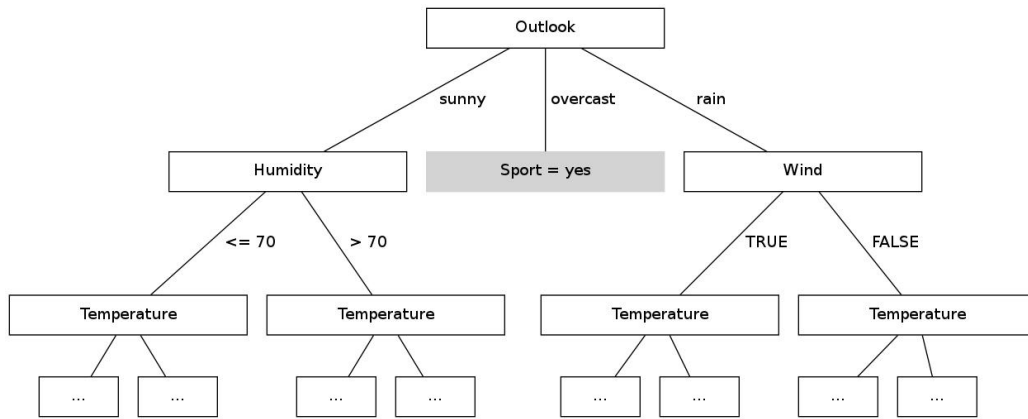 Outlook
sunny
overcast
rain
Humidity
Sport = yes
Wind
<= 70
> 70
TRUE
FALSE
Temperature
Temperature
Temperature
Temperature
...
...
...
...
...
...
...
...